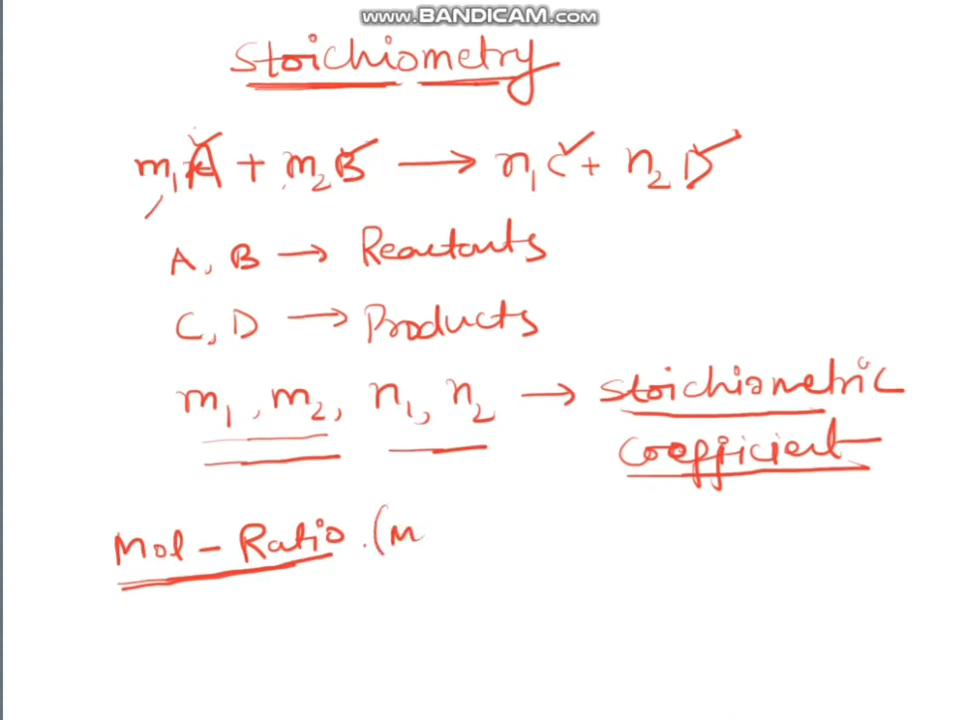 www.BANDICAM.com
Stoichiometry
m₁A + m₂B → n₁C + n₂D
A, B → Reactants
C, D → Products
m₁, m₂, n₁, n₂ → Stoichiometric
coefficient
Mol - Ratio. (M